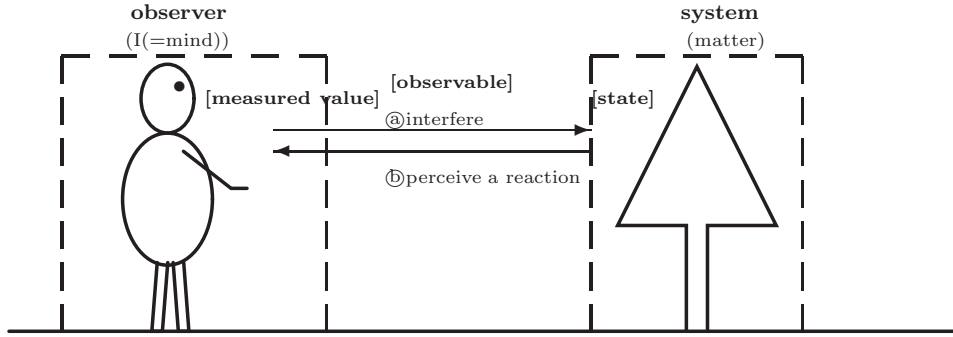 observer
(I(=mind))
system
(matter)
[observable]
[measured value]
[state]
ⓐinterfere
ⓑperceive a reaction